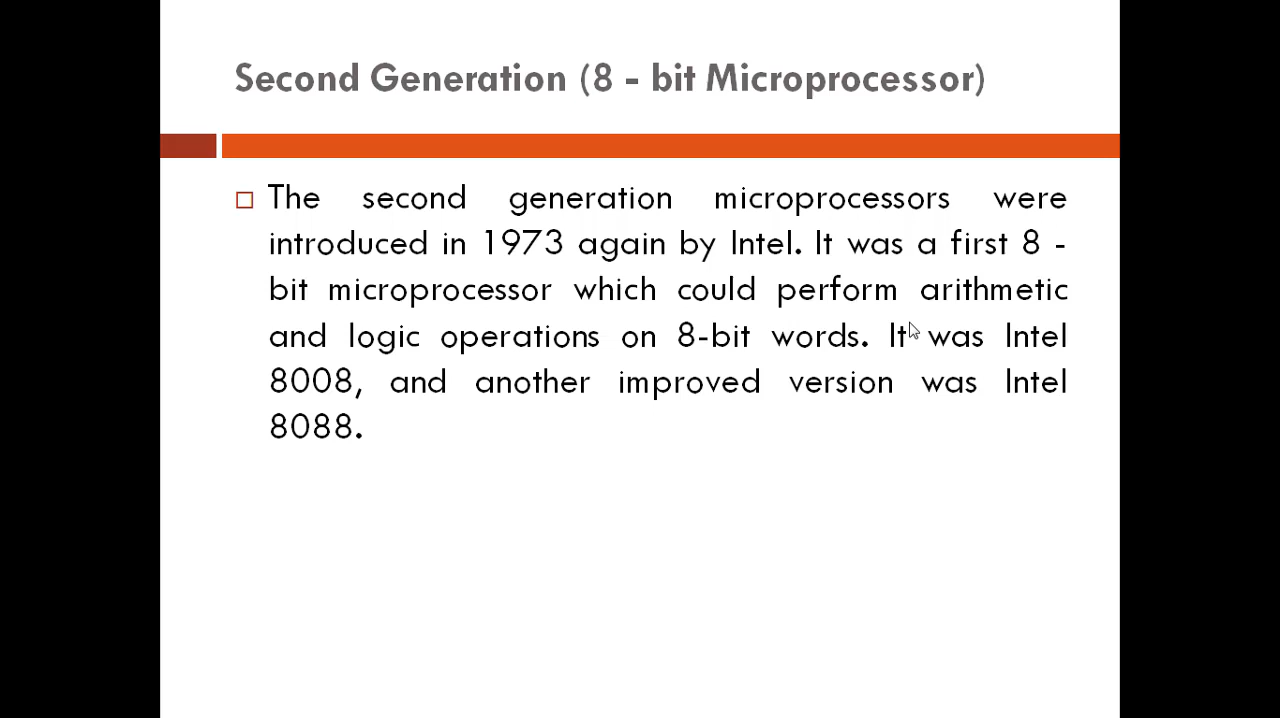 Second Generation (8 - bit Microprocessor)
The second generation microprocessors were
introduced in 1973 again by Intel. It was a first 8 -
bit microprocessor which could perform arithmetic
and logic operations on 8-bit words. It was Intel
8008, and another improved version was Intel
8088.